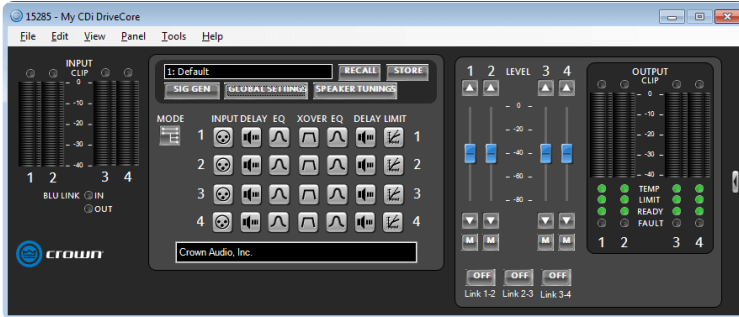 15285 - My CDi DriveCore
File Edit View Panel Tools Help
INPUT
CLIP
- 0 -
- -10 -
- -20 -
- -30 -
- -40 -
1 2 3 4
BLU LINK IN
OUT
crown
1: Default RECALL STORE
SIG GEN GLOBAL SETTINGS SPEAKER TUNINGS
MODE INPUT DELAY EQ XOVER EQ DELAY LIMIT
1 1
2 2
3 3
4 4
Crown Audio, Inc.
1 2 LEVEL 3 4
- 0 -
- -20 -
- -40 -
- -60 -
- -80 -
M M M M
OFF OFF OFF
Link 1-2 Link 2-3 Link 3-4
OUTPUT
CLIP
- 0 -
- -10 -
- -20 -
- -30 -
TEMP
LIMIT
READY
FAULT
1 2 3 4